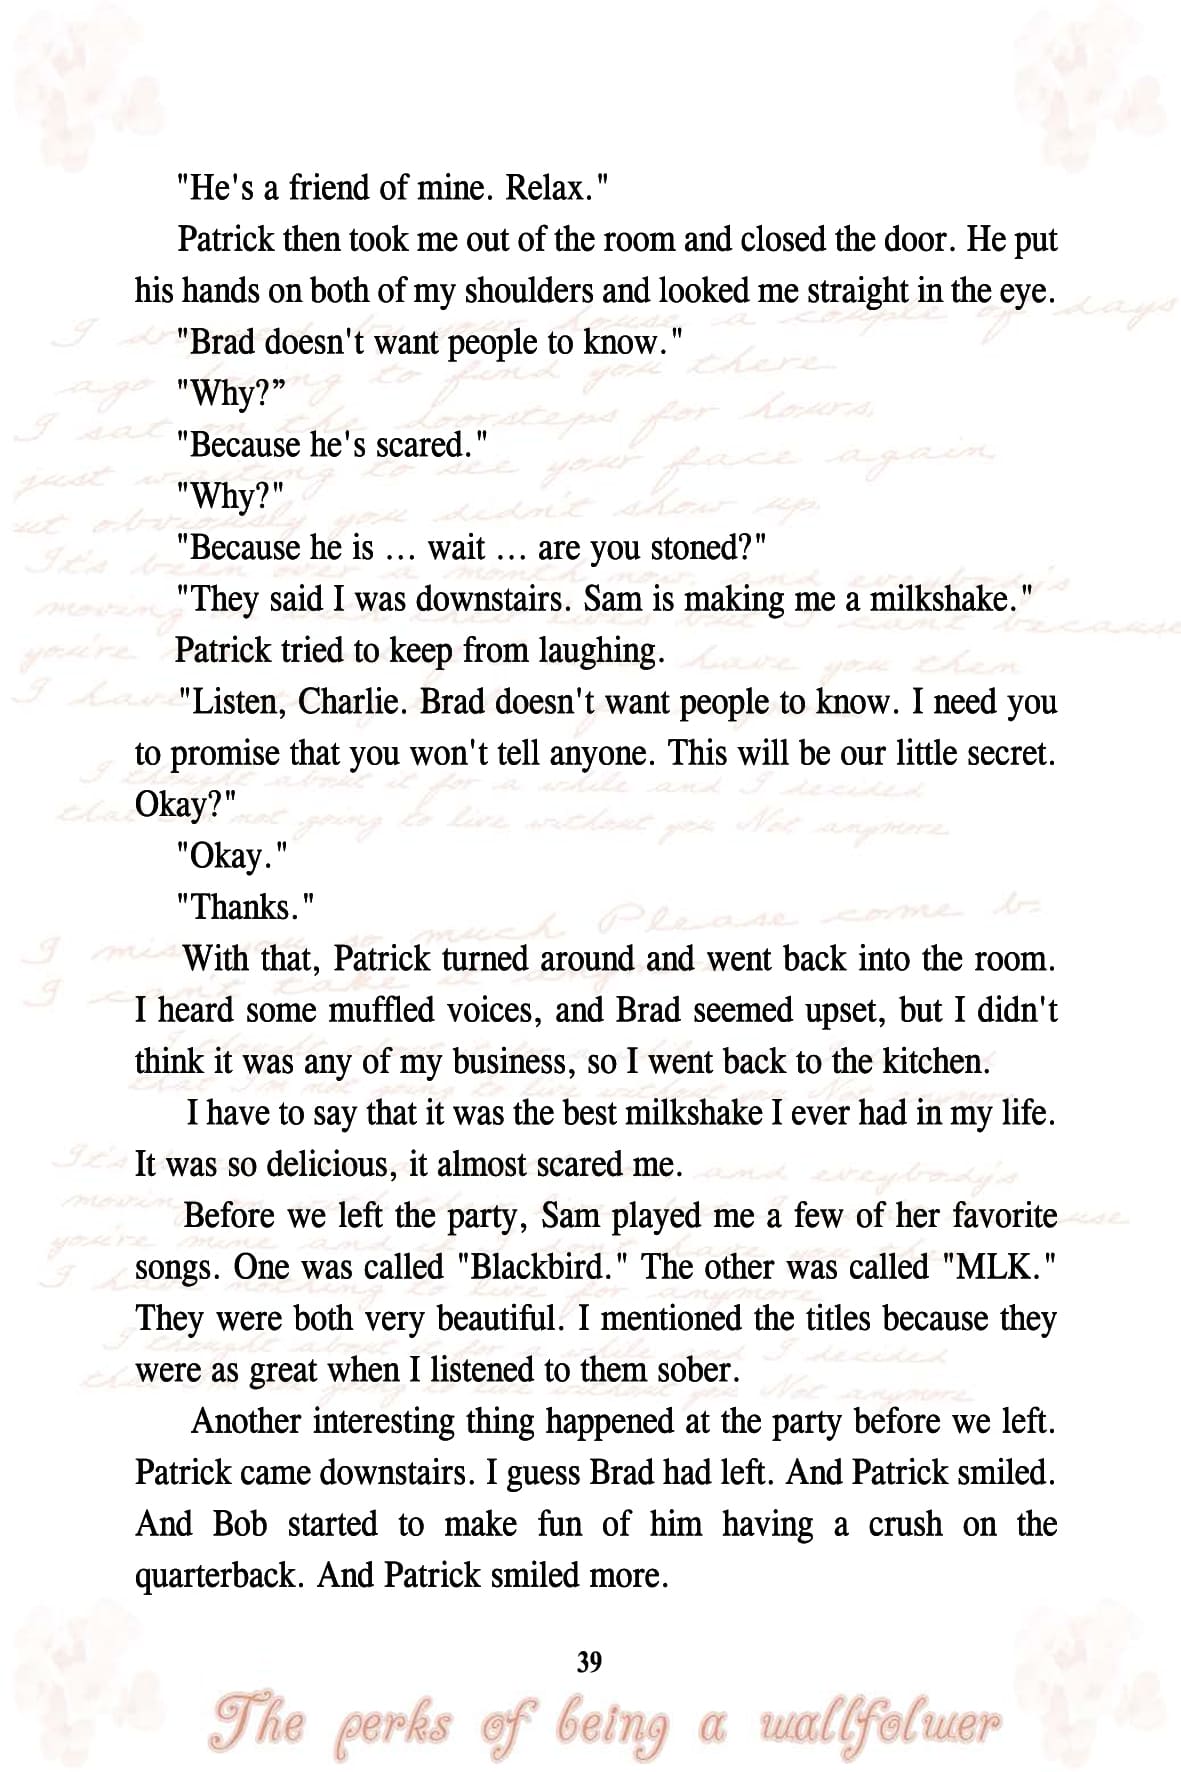 "He's a friend of mine. Relax."
Patrick then took me out of the room and closed the door. He put
his hands on both of my shoulders and looked me straight in the eye.
"Brad doesn't want people to know."
"Why?”
"Because he's scared."
"Why?"
"Because he is ... wait ... are you stoned?"
"They said I was downstairs. Sam is making me a milkshake."
Patrick tried to keep from laughing.
"Listen, Charlie. Brad doesn't want people to know. I need you
to promise that you won't tell anyone. This will be our little secret.
Okay?"
"Okay."
"Thanks."
With that, Patrick turned around and went back into the room.
I heard some muffled voices, and Brad seemed upset, but I didn't
think it was any of my business, so I went back to the kitchen.
I have to say that it was the best milkshake I ever had in my life.
It was so delicious, it almost scared me.
Before we left the party, Sam played me a few of her favorite
songs. One was called "Blackbird." The other was called "MLK."
They were both very beautiful. I mentioned the titles because they
were as great when I listened to them sober.
Another interesting thing happened at the party before we left.
Patrick came downstairs. I guess Brad had left. And Patrick smiled.
And Bob started to make fun of him having a crush on the
quarterback. And Patrick smiled more.
39
The perks of being a wallfolwer